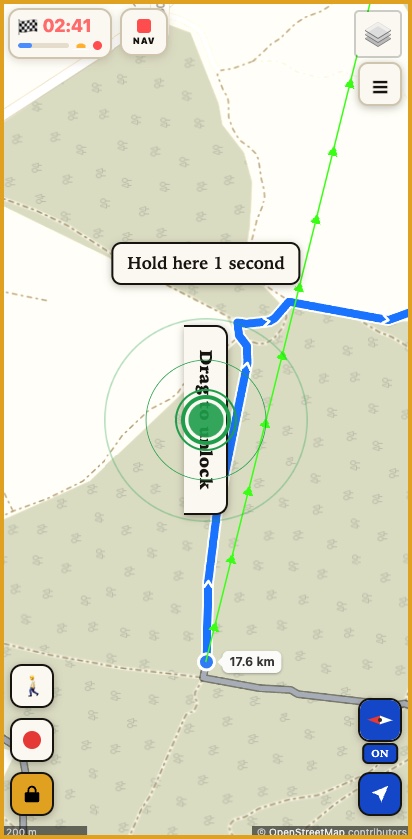 02:41
NAV
Hold here 1 second
Drag to unlock
17.6 km
ON
200 m
© OpenStreetMap contributors